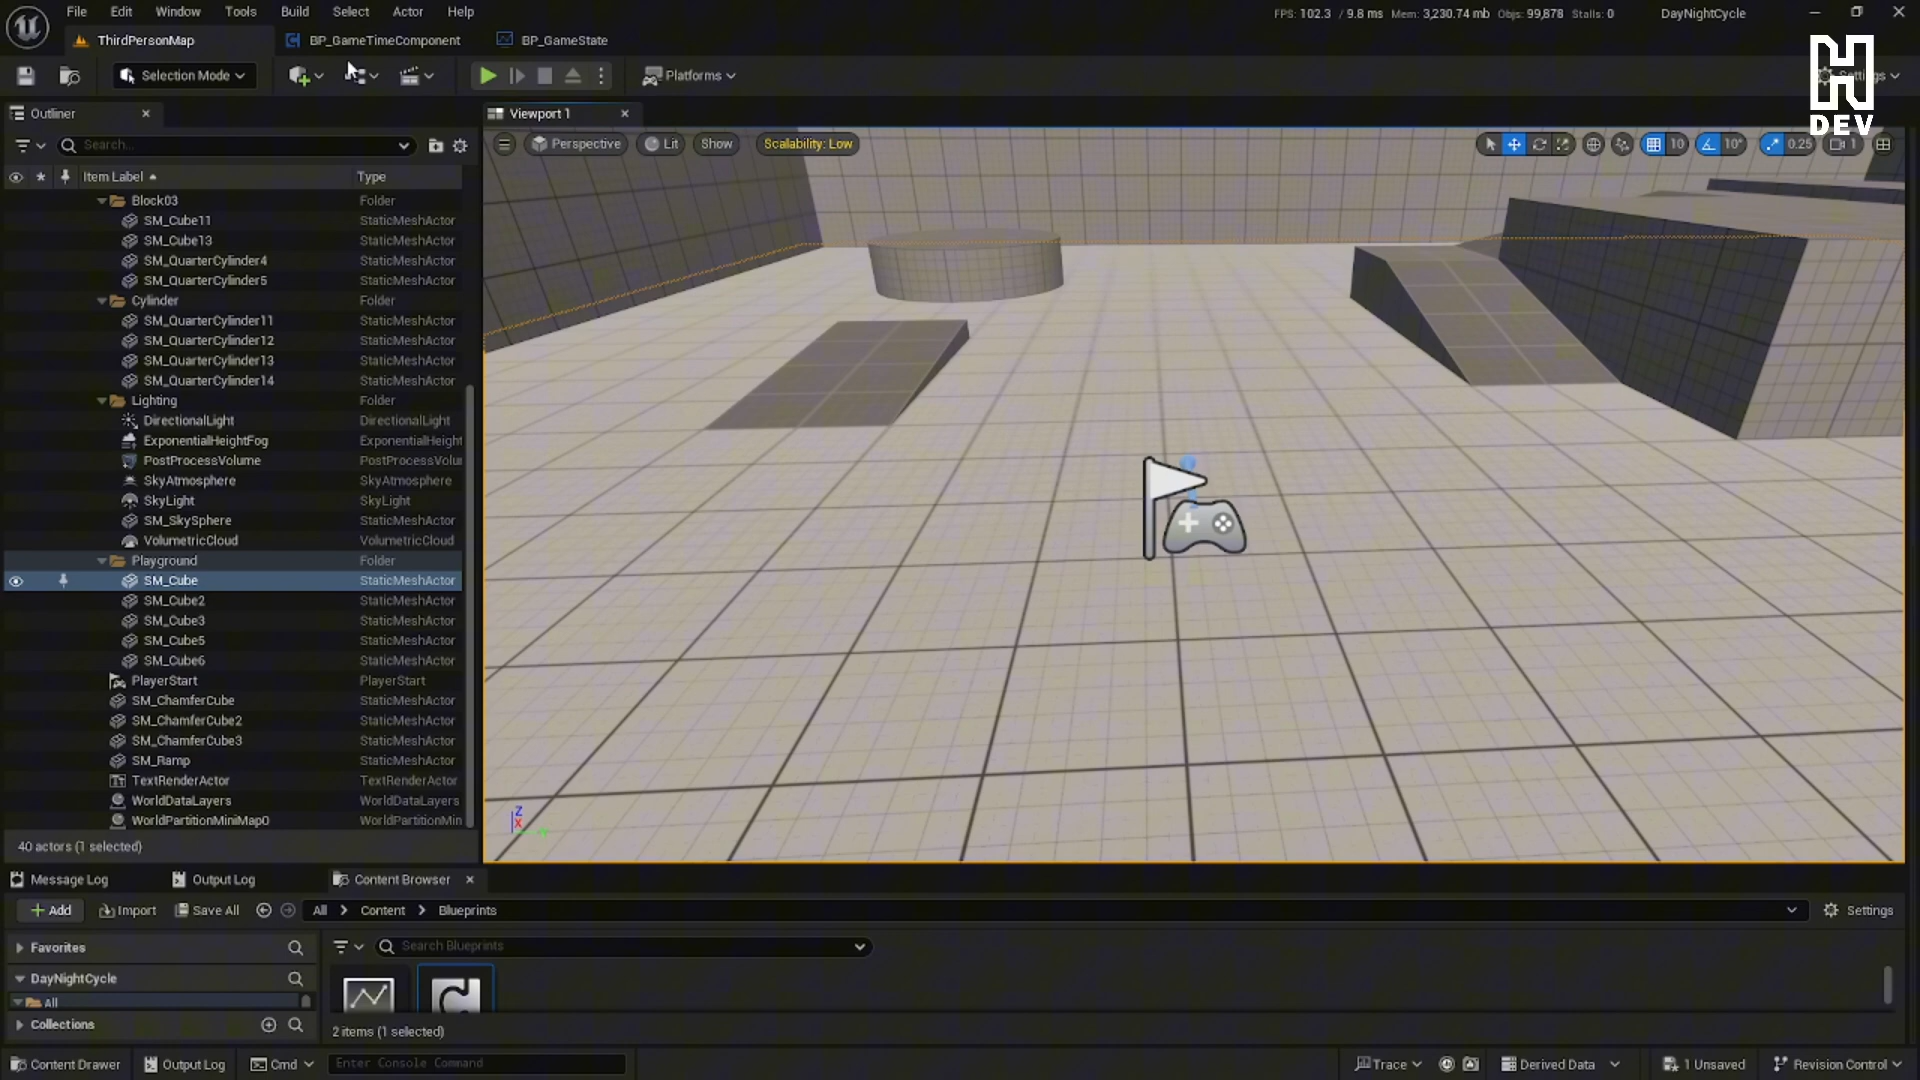 File Edit Window Tools Build Select Actor Help
FPS: 102.3 / 9.8 ms Mem: 3,230.74 mb Objs: 99,878 Stalls: 0 DayNightCycle
ThirdPersonMap BP_GameTimeComponent BP_GameState
Selection Mode Platforms Settings
H DEV
Outliner Viewport 1
Search...
Perspective Lit Show Scalability: Low 10 10° 0.25 1
Item Label Type
Block03 Folder
SM_Cube11 StaticMeshActor
SM_Cube13 StaticMeshActor
SM_QuarterCylinder4 StaticMeshActor
SM_QuarterCylinder5 StaticMeshActor
Cylinder Folder
SM_QuarterCylinder11 StaticMeshActor
SM_QuarterCylinder12 StaticMeshActor
SM_QuarterCylinder13 StaticMeshActor
SM_QuarterCylinder14 StaticMeshActor
Lighting Folder
DirectionalLight DirectionalLight
ExponentialHeightFog ExponentialHeight
PostProcessVolume PostProcessVolu
SkyAtmosphere SkyAtmosphere
SkyLight SkyLight
SM_SkySphere StaticMeshActor
VolumetricCloud VolumetricCloud
Playground Folder
SM_Cube StaticMeshActor
SM_Cube2 StaticMeshActor
SM_Cube3 StaticMeshActor
SM_Cube5 StaticMeshActor
SM_Cube6 StaticMeshActor
PlayerStart PlayerStart
SM_ChamferCube StaticMeshActor
SM_ChamferCube2 StaticMeshActor
SM_ChamferCube3 StaticMeshActor
SM_Ramp StaticMeshActor
TextRenderActor TextRenderActor
WorldDataLayers WorldDataLayers
WorldPartitionMiniMap0 WorldPartitionMin
Z
X
40 actors (1 selected)
Message Log Output Log Content Browser
Add Import Save All All Content Blueprints Settings
Favorites Search Blueprints
DayNightCycle
All
Collections 2 items (1 selected)
Content Drawer Output Log Cmd Enter Console Command Trace Derived Data 1 Unsaved Revision Control